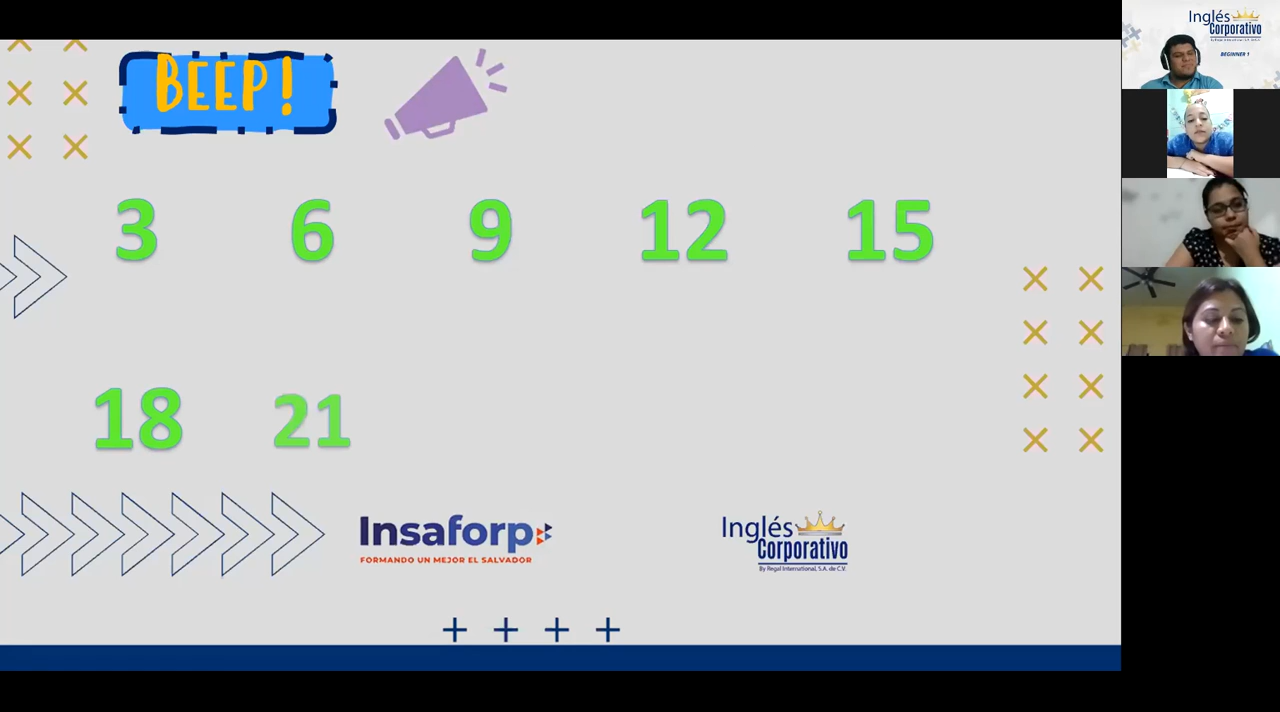 BEEP!
3 6 9 12 15
18 21
Insaforp
FORMANDO UN MEJOR EL SALVADOR
Inglés
Corporativo
By Regal International, S.A. de C.V.
Inglés
Corporativo
BEGINNER 1